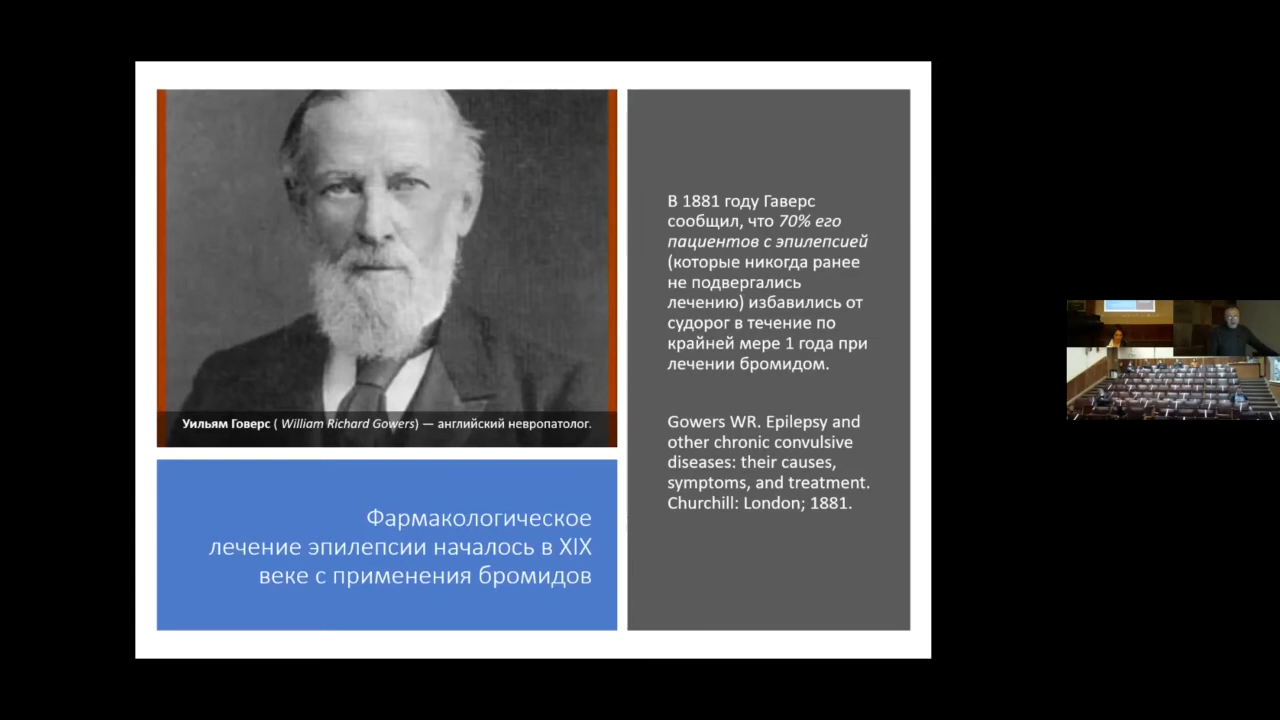 Уильям Говерс ( William Richard Gowers) — английский невропатолог.
Фармакологическое
лечение эпилепсии началось в XIX
веке с применения бромидов
В 1881 году Гаверс
сообщил, что 70% его
пациентов с эпилепсией
(которые никогда ранее
не подвергались
лечению) избавились от
судорог в течение по
крайней мере 1 года при
лечении бромидом.
Gowers WR. Epilepsy and
other chronic convulsive
diseases: their causes,
symptoms, and treatment.
Churchill: London; 1881.